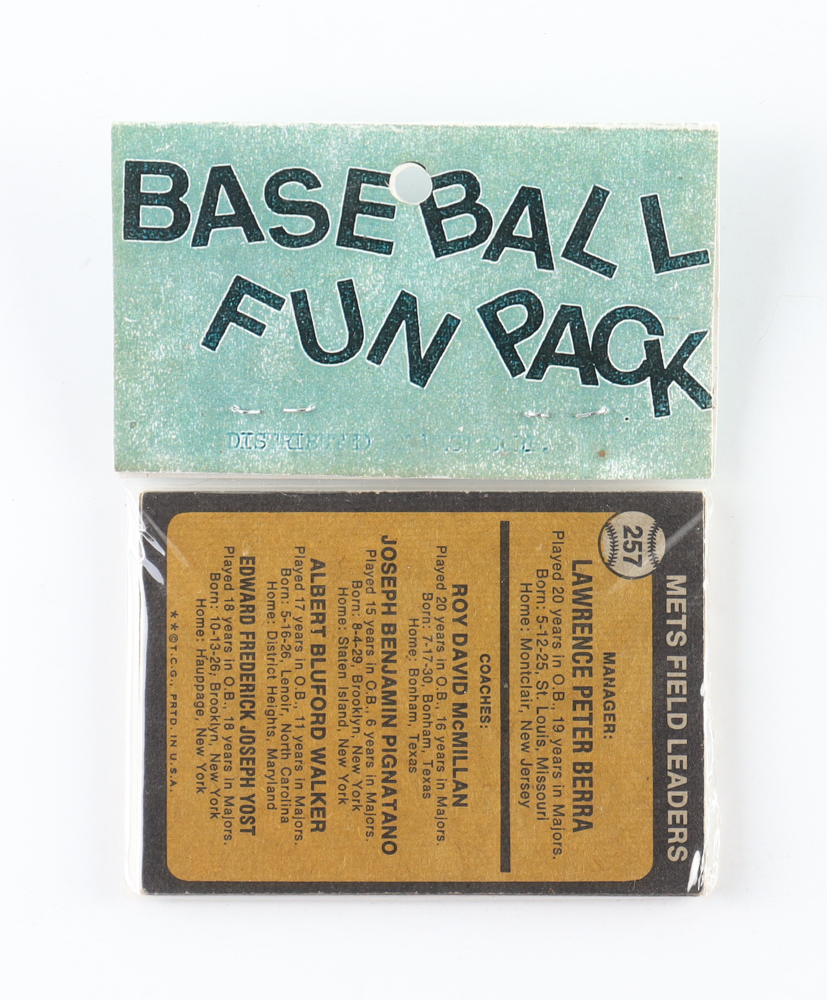 BASEBALL
FUN PACK
DISTRIBUTED
257
METS FIELD LEADERS
MANAGER:
LAWRENCE PETER BERRA
Played 20 years in O.B., 19 years in Majors.
Born: 5-12-25, St. Louis, Missouri
Home: Montclair, New Jersey
COACHES:
ROY DAVID McMILLAN
Played 20 years in O.B., 16 years in Majors.
Born: 7-17-30, Bonham, Texas
Home: Bonham, Texas
JOSEPH BENJAMIN PIGNATANO
Played 15 years in O.B., 6 years in Majors.
Born: 8-4-29, Brooklyn, New York
Home: Staten Island, New York
ALBERT BLUFORD WALKER
Played 17 years in O.B., 11 years in Majors.
Born: 5-16-26, Lenoir, North Carolina
Home: District Heights, Maryland
EDWARD FREDERICK JOSEPH YOST
Played 18 years in O.B., 18 years in Majors.
Born: 10-13-26, Brooklyn, New York
Home: Hauppage, New York
**©T.C.G., PRTD. IN U.S.A.